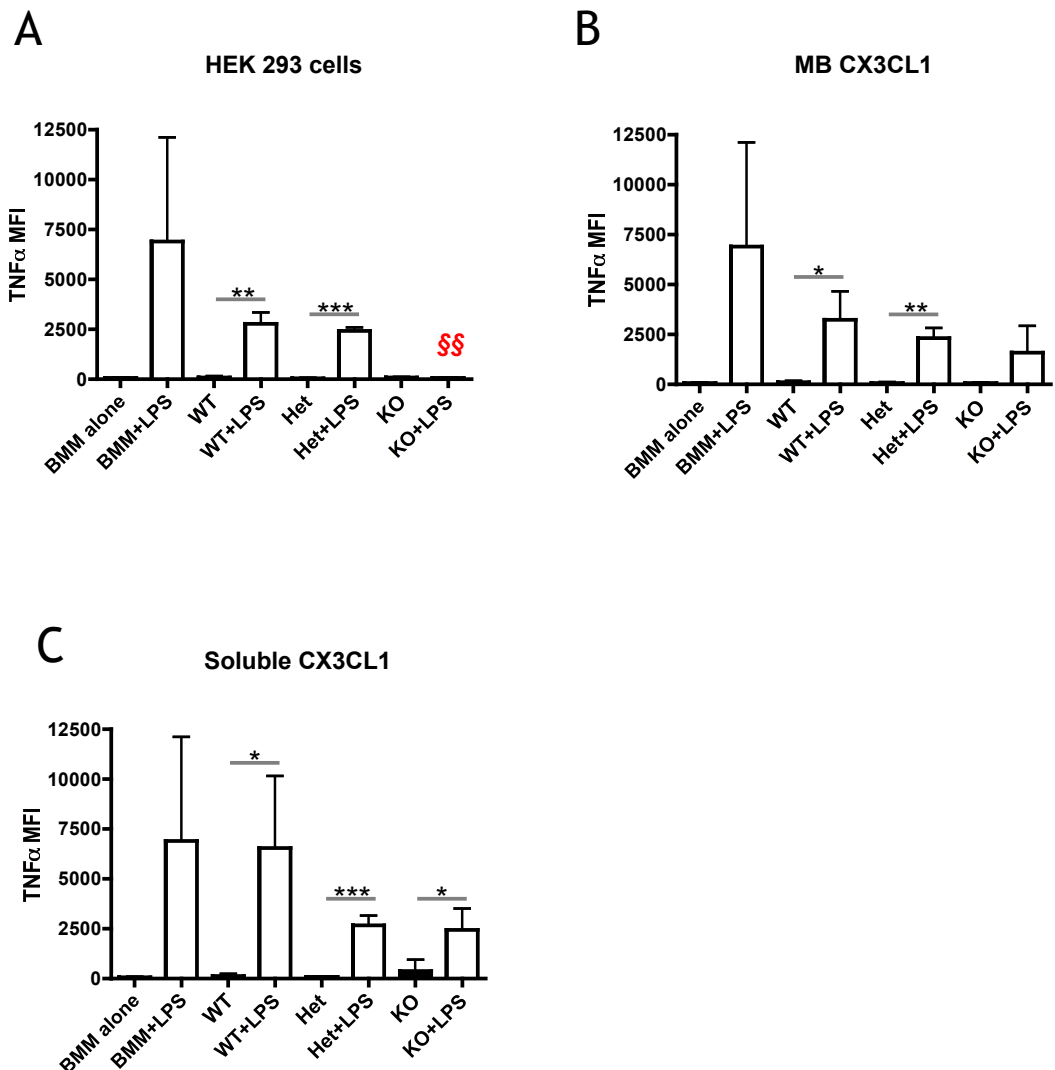 A
HEK 293 cells
12500
10000
7500
5000
2500
0
TNFα MFI
**
***
§§
BMM alone
BMM+LPS
WT
WT+LPS
Het
Het+LPS
KO
KO+LPS
B
MB CX3CL1
12500
10000
7500
5000
2500
0
TNFα MFI
*
**
BMM alone
BMM+LPS
WT
WT+LPS
Het
Het+LPS
KO
KO+LPS
C
Soluble CX3CL1
12500
10000
7500
5000
2500
0
TNFα MFI
*
***
*
BMM alone
BMM+LPS
WT
WT+LPS
Het
Het+LPS
KO
KO+LPS